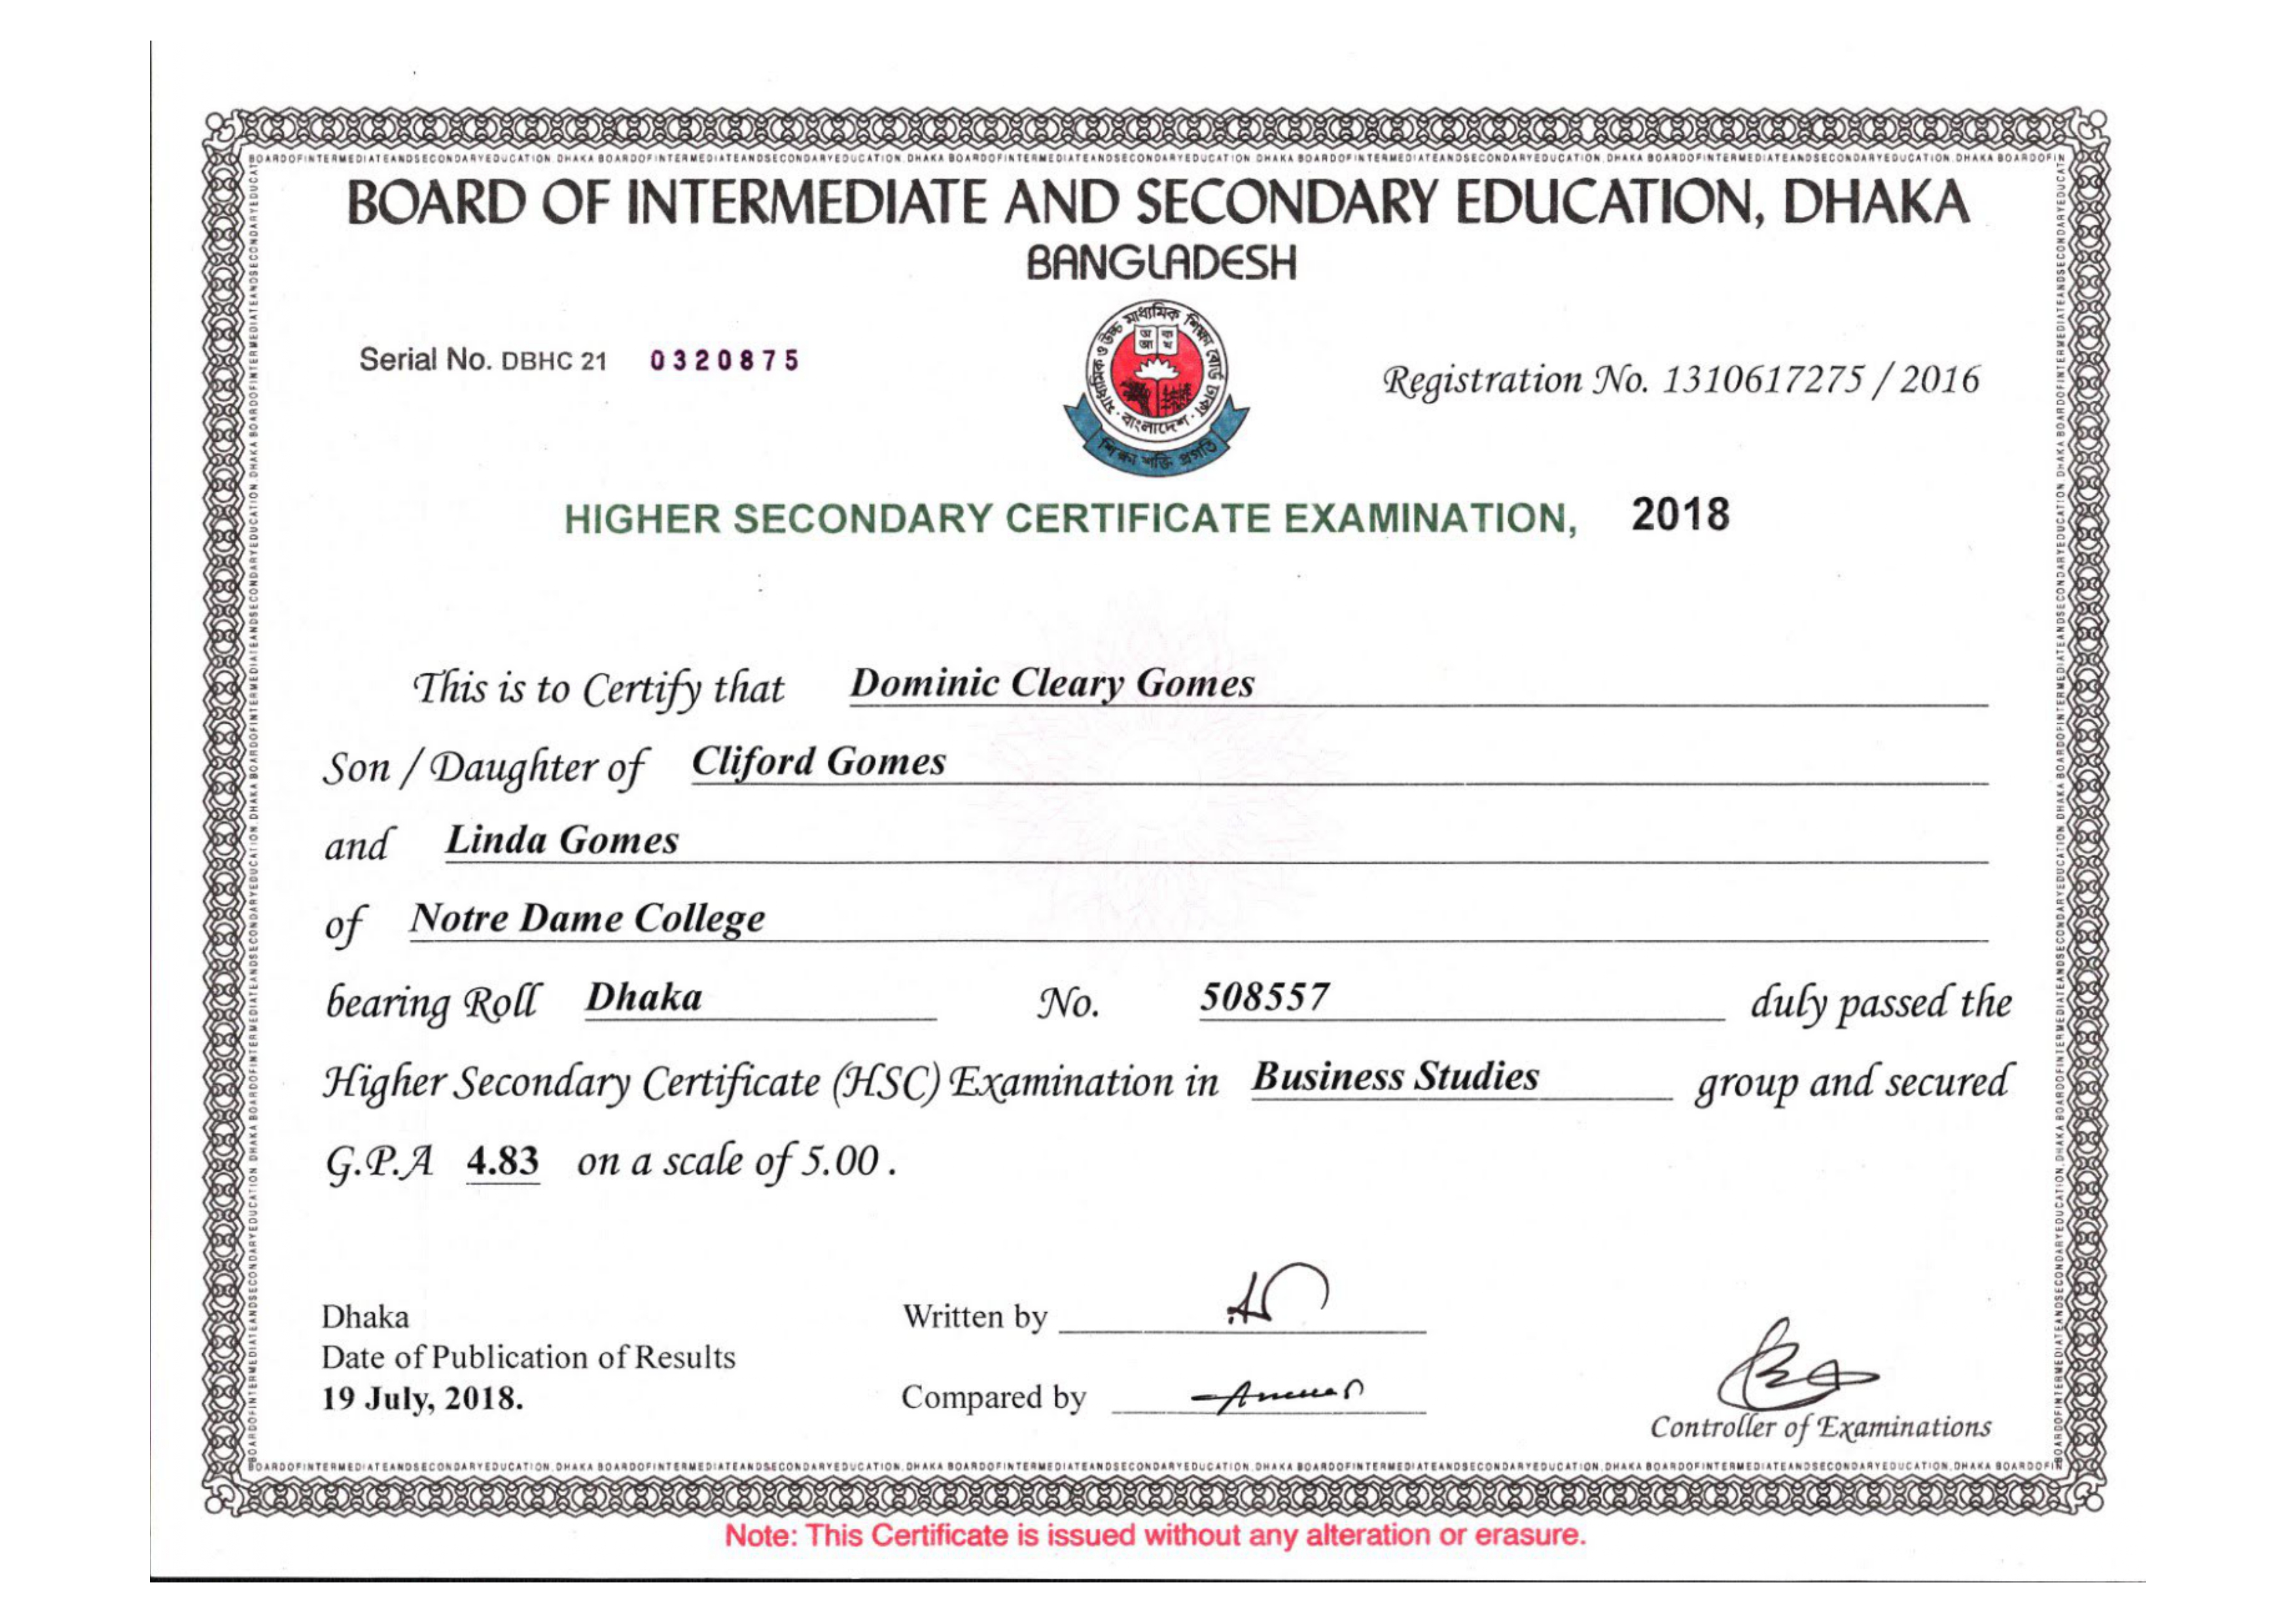 BOARDOFINTERMEDIATEANDSECONDARYEDUCATION, DHAKA BOARDOFINTERMEDIATEANDSECONDARYEDUCATION, DHAKA BOARDOFINTERMEDIATEANDSECONDARYEDUCATION, DHAKA BOARDOFINTERMEDIATEANDSECONDARYEDUCATION, DHAKA BOARDOFINTERMEDIATEANDSECONDARYEDUCATION, DHAKA BOARDOFIN
BOARD OF INTERMEDIATE AND SECONDARY EDUCATION, DHAKA
BANGLADESH
মাধ্যমিক ও উচ্চ মাধ্যমিক শিক্ষা বোর্ড ঢাকা
অ ক
আ খ
বাংলাদেশ
শিক্ষা শক্তি প্রগতি
Serial No. DBHC 21 0320875
Registration No. 1310617275 / 2016
HIGHER SECONDARY CERTIFICATE EXAMINATION, 2018
This is to Certify that Dominic Cleary Gomes
Son / Daughter of Cliford Gomes
and Linda Gomes
of Notre Dame College
bearing Roll Dhaka No. 508557 duly passed the
Higher Secondary Certificate (HSC) Examination in Business Studies group and secured
G.P.A 4.83 on a scale of 5.00 .
Dhaka
Written by
Date of Publication of Results
19 July, 2018.
Compared by
Controller of Examinations
BOARDOFINTERMEDIATEANDSECONDARYEDUCATION, DHAKA BOARDOFINTERMEDIATEANDSECONDARYEDUCATION, DHAKA BOARDOFINTERMEDIATEANDSECONDARYEDUCATION, DHAKA BOARDOFINTERMEDIATEANDSECONDARYEDUCATION, DHAKA BOARDOFINTERMEDIATEANDSECONDARYEDUCATION, DHAKA BOARDOFIN
Note: This Certificate is issued without any alteration or erasure.